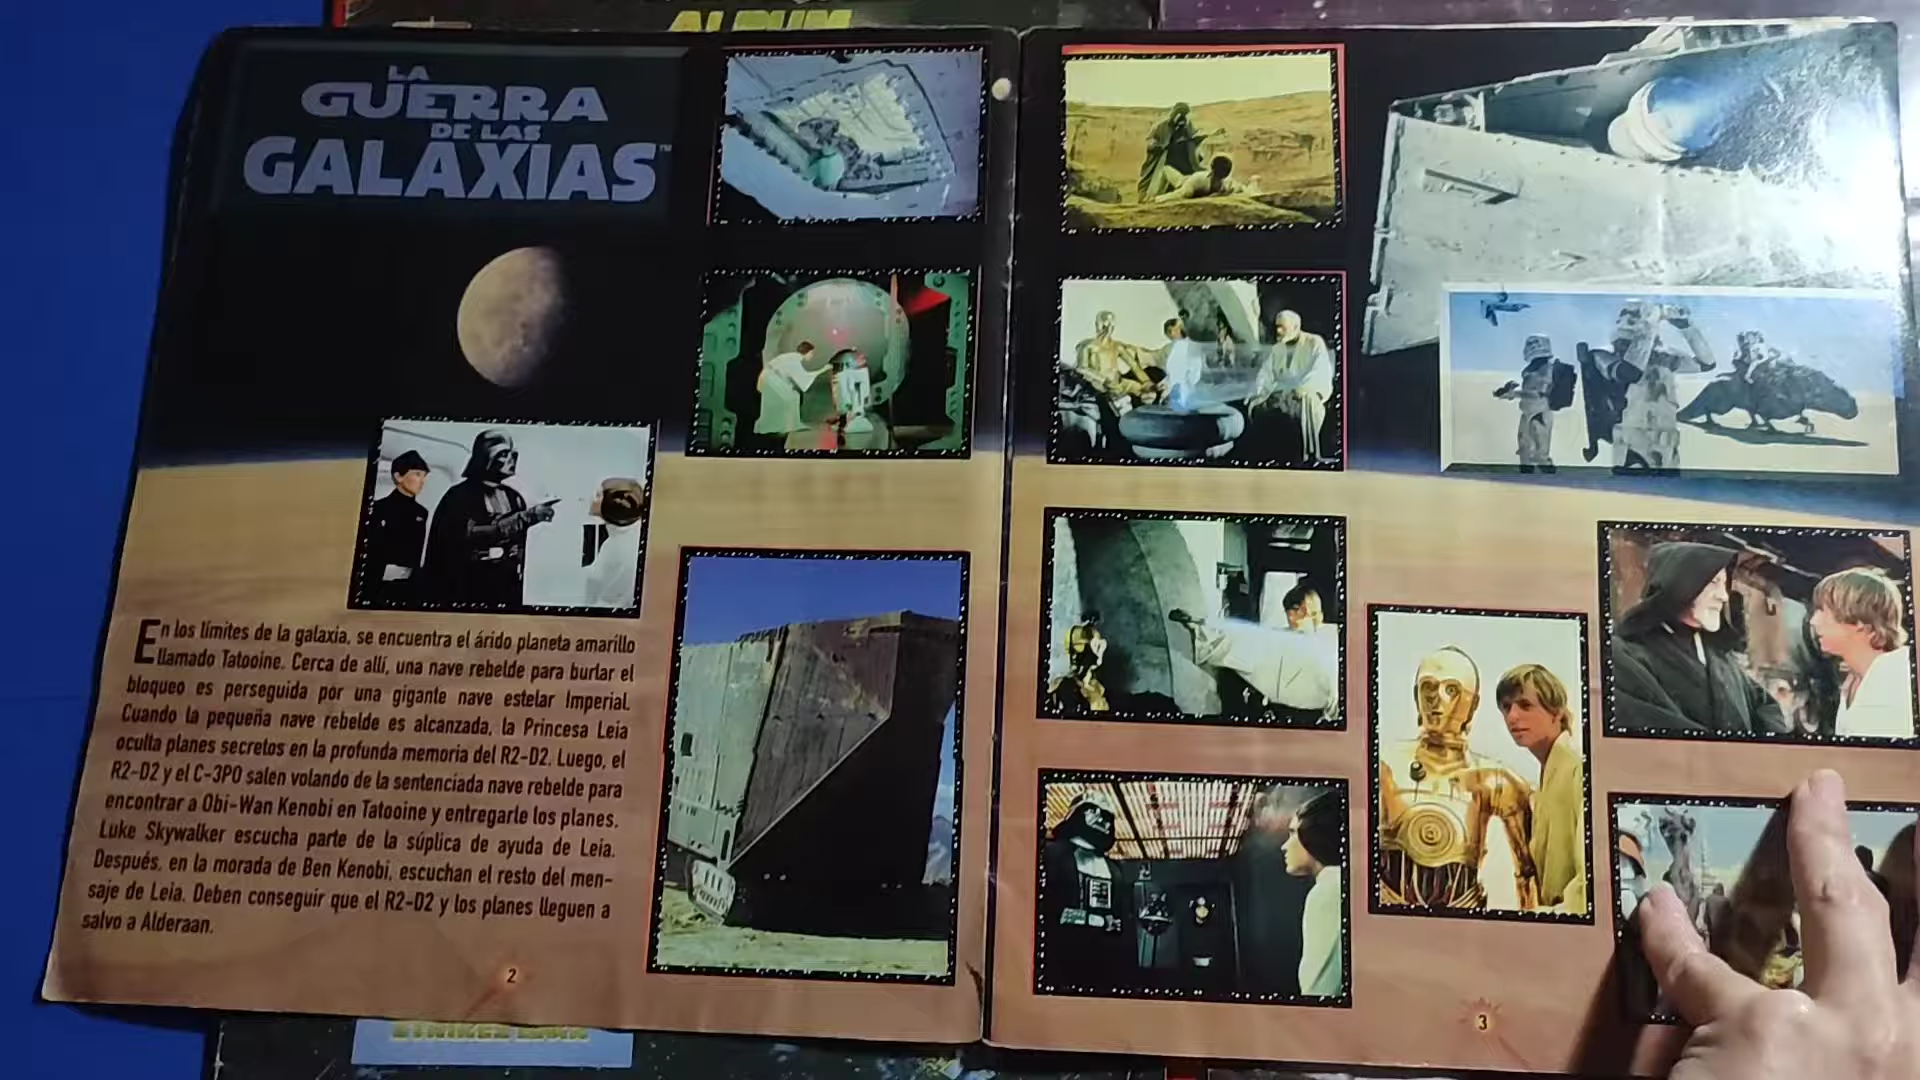 ALBUM
LA
GUERRA
DE LAS
GALAXIAS™
En los límites de la galaxia, se encuentra el árido planeta amarillo
llamado Tatooine. Cerca de allí, una nave rebelde para burlar el
bloqueo es perseguida por una gigante nave estelar Imperial.
Cuando la pequeña nave rebelde es alcanzada, la Princesa Leia
oculta planes secretos en la profunda memoria del R2-D2. Luego, el
R2-D2 y el C-3PO salen volando de la sentenciada nave rebelde para
encontrar a Obi-Wan Kenobi en Tatooine y entregarle los planes.
Luke Skywalker escucha parte de la súplica de ayuda de Leia.
Después, en la morada de Ben Kenobi, escuchan el resto del men-
saje de Leia. Deben conseguir que el R2-D2 y los planes lleguen a
salvo a Alderaan.
2
3
STRIKES BACK